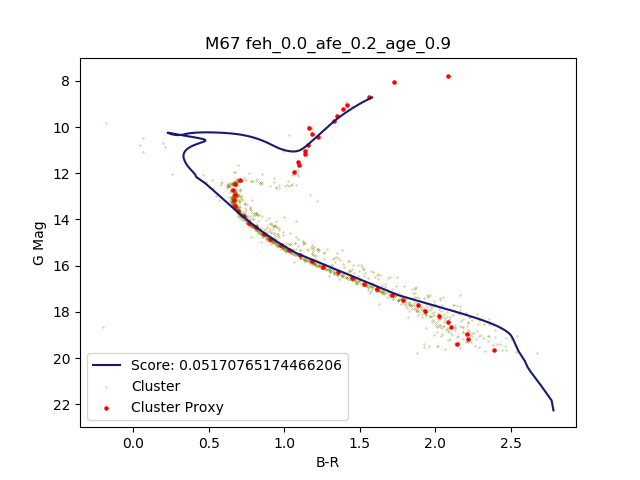 M67 feh_0.0_afe_0.2_age_0.9
8
10
12
14
16
18
20
22
G Mag
Score: 0.05170765174466206
Cluster
Cluster Proxy
0.0 0.5 1.0 1.5 2.0 2.5
B-R